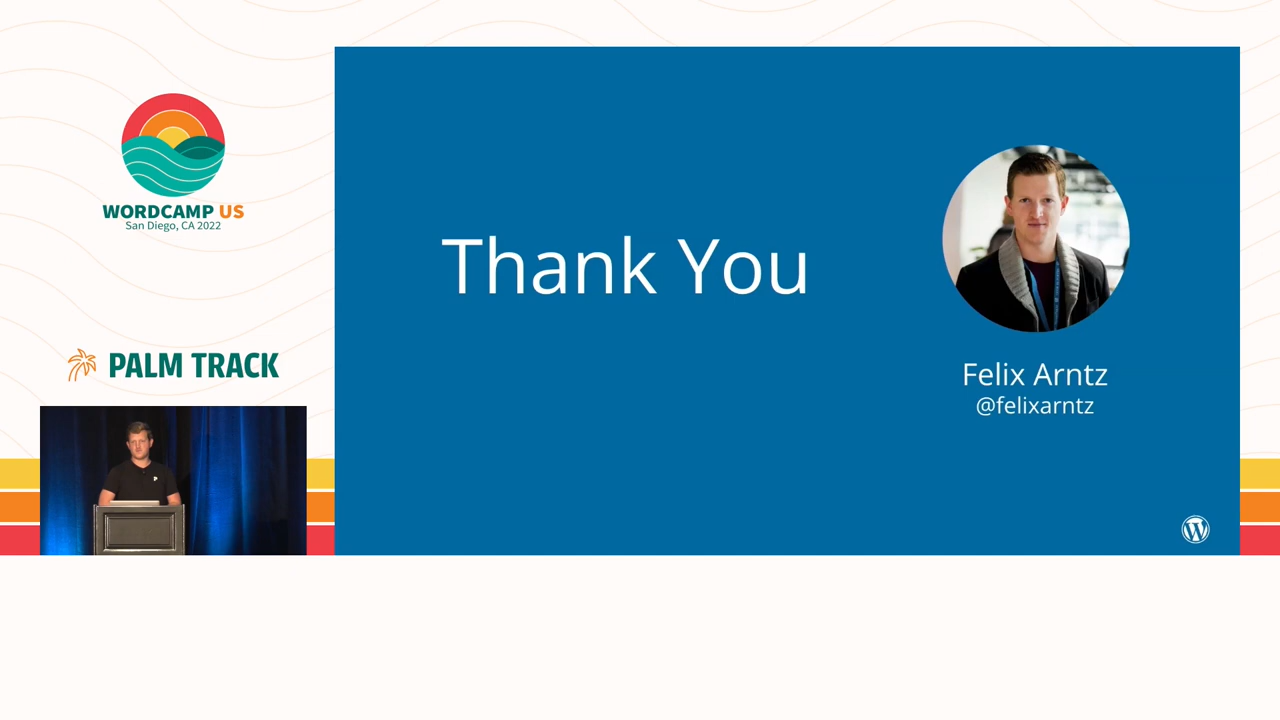 WORDCAMP US
San Diego, CA 2022
PALM TRACK
Thank You
Felix Arntz
@felixarntz